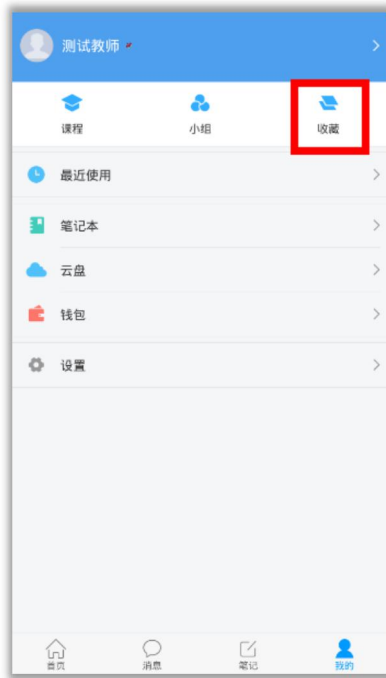 测试教师
课程
小组
收藏
最近使用
笔记本
云盘
钱包
设置
首页
消息
笔记
我的